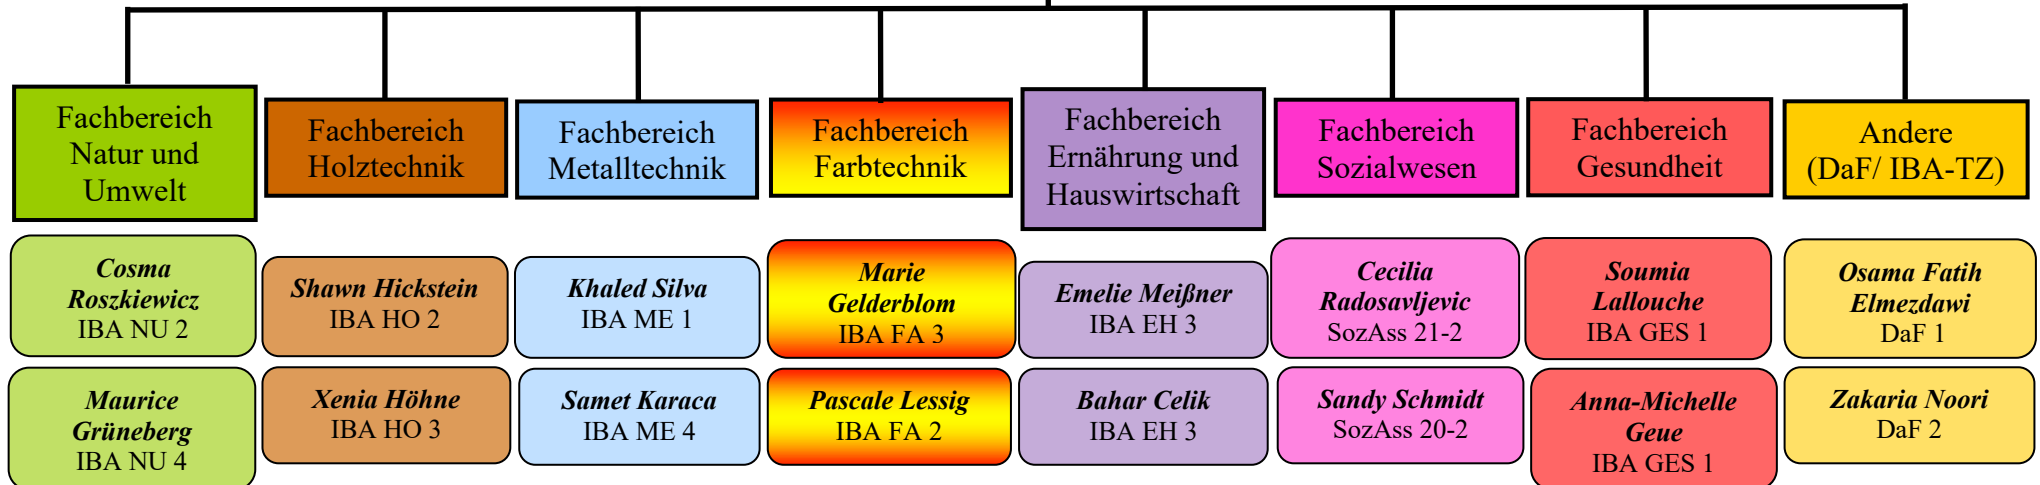 Fachbereich
Natur und
Umwelt
Fachbereich
Holztechnik
Fachbereich
Metalltechnik
Fachbereich
Farbtechnik
Fachbereich
Ernährung und
Hauswirtschaft
Fachbereich
Sozialwesen
Fachbereich
Gesundheit
Andere
(DaF/ IBA-TZ)
Cosma
Roszkiewicz
IBA NU 2
Shawn Hickstein
IBA HO 2
Khaled Silva
IBA ME 1
Marie
Gelderblom
IBA FA 3
Emelie Meißner
IBA EH 3
Cecilia
Radosavljevic
SozAss 21-2
Soumia
Lallouche
IBA GES 1
Osama Fatih
Elmezdawi
DaF 1
Maurice
Grüneberg
IBA NU 4
Xenia Höhne
IBA HO 3
Samet Karaca
IBA ME 4
Pascale Lessig
IBA FA 2
Bahar Celik
IBA EH 3
Sandy Schmidt
SozAss 20-2
Anna-Michelle
Geue
IBA GES 1
Zakaria Noori
DaF 2